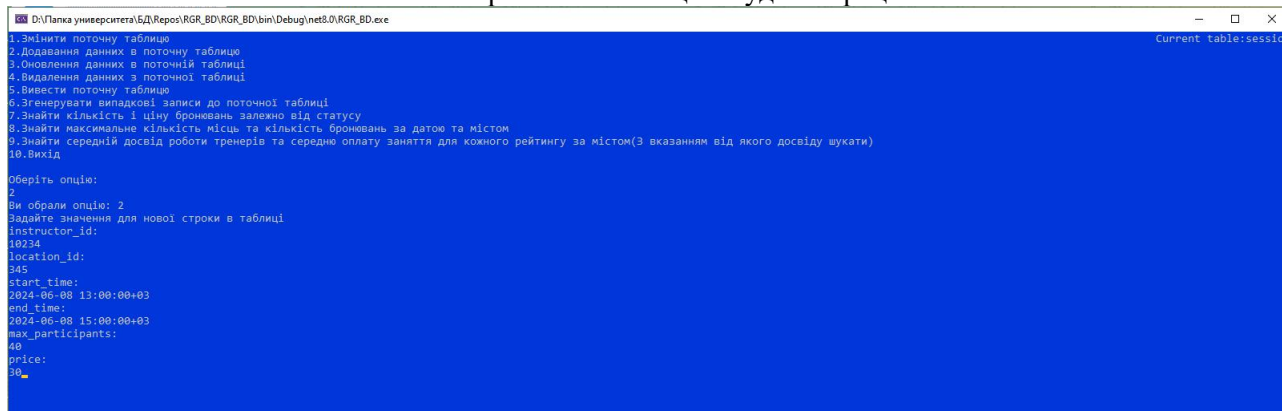 D:\Папка университета\БД\Repos\RGR_BD\RGR_BD\bin\Debug\net8.0\RGR_BD.exe
1.Змінити поточну таблицю
Current table:sessio
2.Додавання данних в поточну таблицю
3.Оновлення данних в поточній таблиці
4.Видалення данних з поточної таблиці
5.Вивести поточну таблицю
6.Згенерувати випадкові записи до поточної таблиці
7.Знайти кількість і ціну бронювань залежно від статусу
8.Знайти максимальне кількість місць та кількість бронювань за датою та містом
9.Знайти середній досвід роботи тренерів та середню оплату заняття для кожного рейтингу за містом(З вказанням від якого досвіду шукати)
10.Вихід
Оберіть опцію:
2
Ви обрали опцію: 2
Задайте значення для нової строки в таблиці
instructor_id:
10234
location_id:
345
start_time:
2024-06-08 13:00:00+03
end_time:
2024-06-08 15:00:00+03
max_participants:
40
price:
30